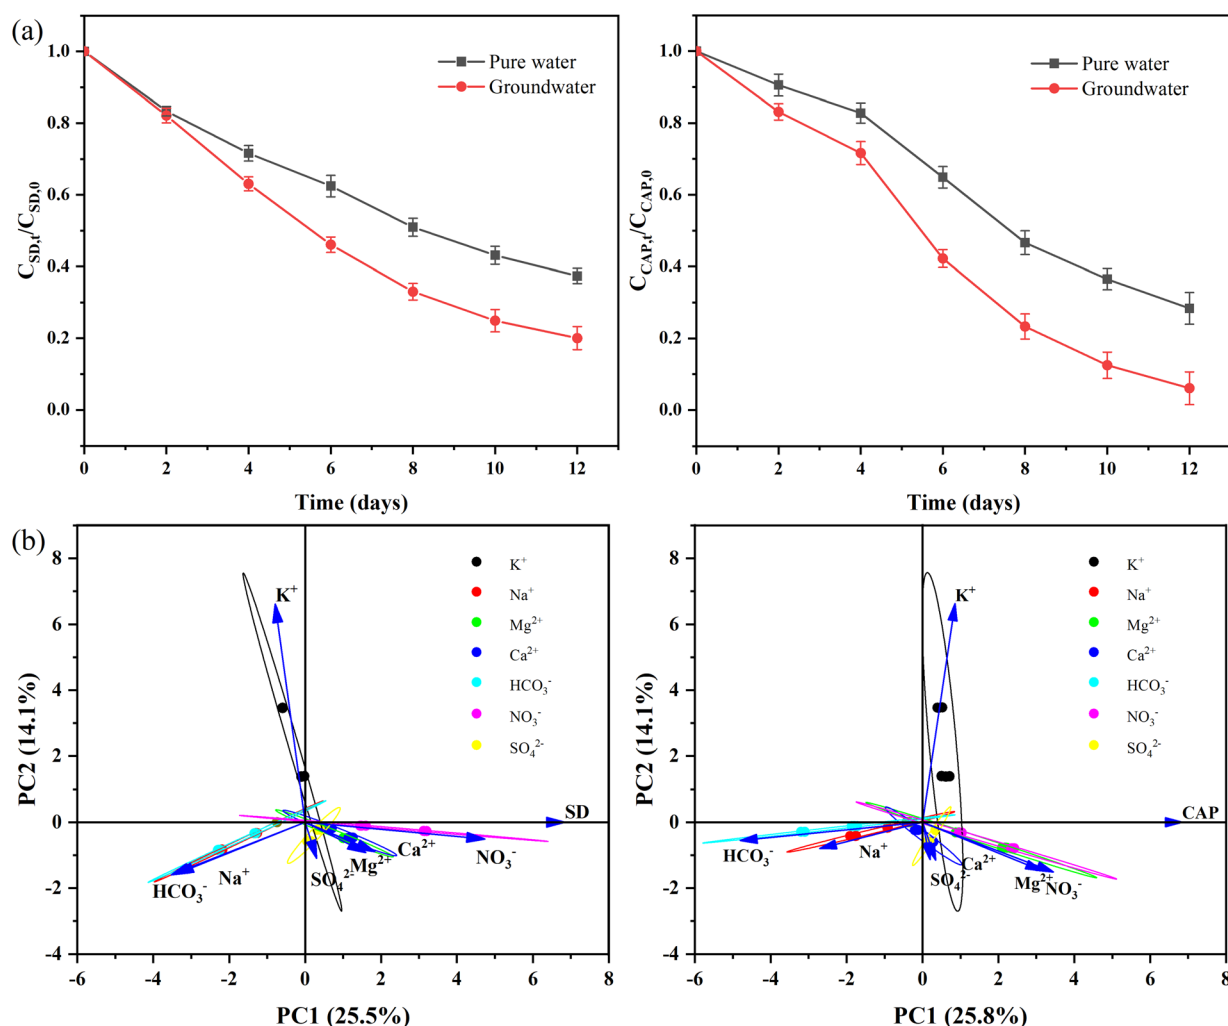 (a)
1.0
0.8
0.6
0.4
0.2
0.0
C_SD,t/C_SD,0
Pure water
Groundwater
0 2 4 6 8 10 12
Time (days)
1.0
0.8
0.6
0.4
0.2
0.0
C_CAP,t/C_CAP,0
Pure water
Groundwater
0 2 4 6 8 10 12
Time (days)
(b)
8
6
4
2
0
-2
-4
PC2 (14.1%)
K⁺
SD
NO₃⁻
Ca²⁺
Mg²⁺
SO₄²⁻
Na⁺
HCO₃⁻
K⁺
Na⁺
Mg²⁺
Ca²⁺
HCO₃⁻
NO₃⁻
SO₄²⁻
-6 -4 -2 0 2 4 6 8
PC1 (25.5%)
8
6
4
2
0
-2
-4
PC2 (14.1%)
K⁺
CAP
HCO₃⁻
Na⁺
SO₄²⁻
Ca²⁺
Mg²⁺
NO₃⁻
K⁺
Na⁺
Mg²⁺
Ca²⁺
HCO₃⁻
NO₃⁻
SO₄²⁻
-6 -4 -2 0 2 4 6 8
PC1 (25.8%)